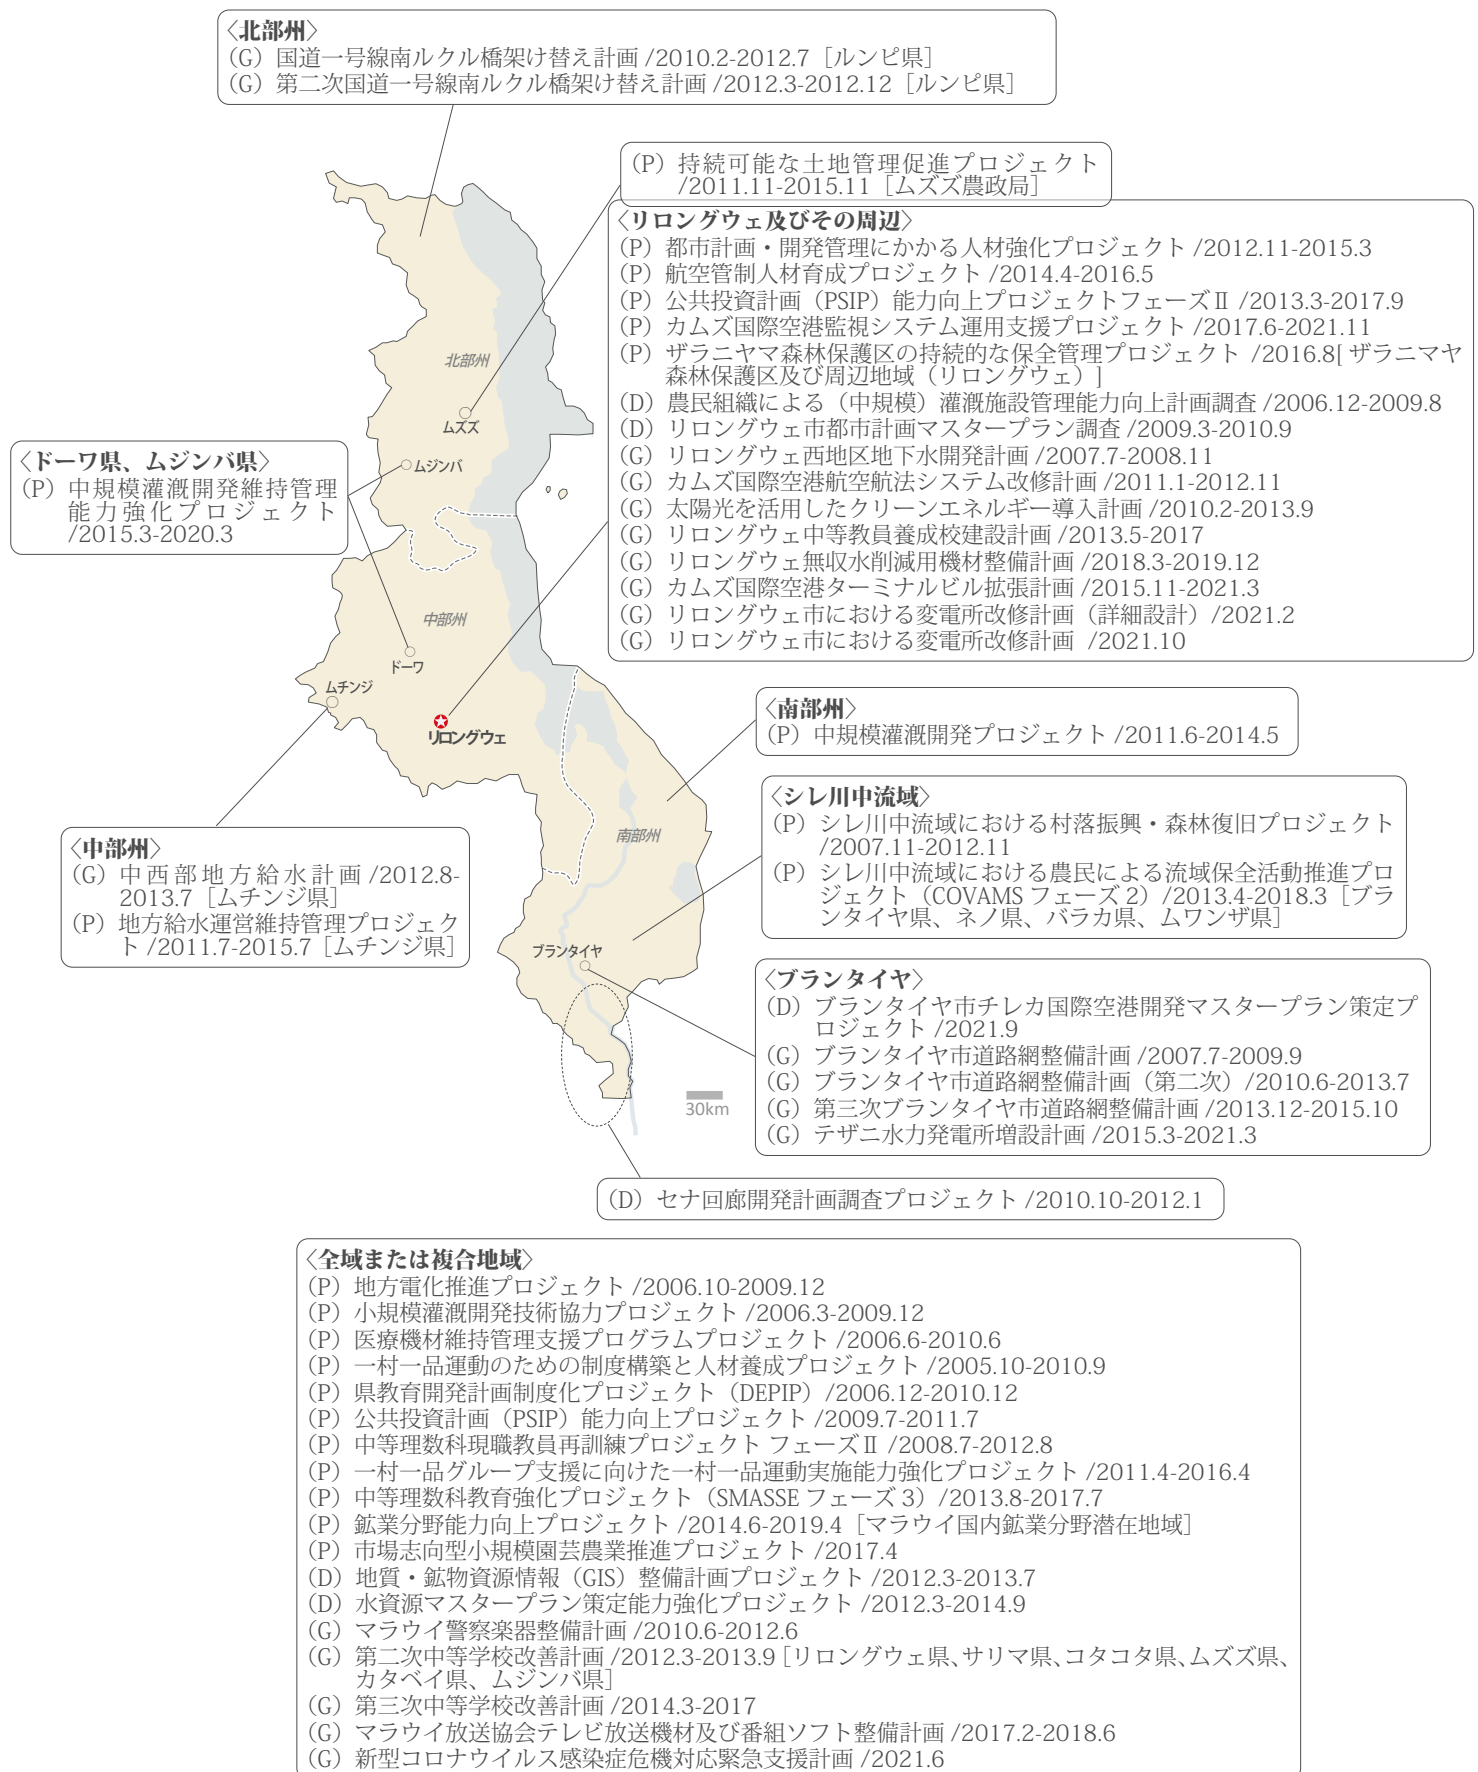 〈北部州〉
（G）国道一号線南ルクル橋架け替え計画 /2010.2-2012.7［ルンピ県］
（G）第二次国道一号線南ルクル橋架け替え計画 /2012.3-2012.12［ルンピ県］
（P）持続可能な土地管理促進プロジェクト
/2011.11-2015.11［ムズズ農政局］
〈リロングウェ及びその周辺〉
（P）都市計画・開発管理にかかる人材強化プロジェクト /2012.11-2015.3
（P）航空管制人材育成プロジェクト /2014.4-2016.5
（P）公共投資計画（PSIP）能力向上プロジェクトフェーズⅡ /2013.3-2017.9
（P）カムズ国際空港監視システム運用支援プロジェクト /2017.6-2021.11
（P）ザラニヤマ森林保護区の持続的な保全管理プロジェクト /2016.8[ ザラニマヤ
森林保護区及び周辺地域（リロングウェ）]
（D）農民組織による（中規模）灌漑施設管理能力向上計画調査 /2006.12-2009.8
（D）リロングウェ市都市計画マスタープラン調査 /2009.3-2010.9
（G）リロングウェ西地区地下水開発計画 /2007.7-2008.11
（G）カムズ国際空港航空航法システム改修計画 /2011.1-2012.11
（G）太陽光を活用したクリーンエネルギー導入計画 /2010.2-2013.9
（G）リロングウェ中等教員養成校建設計画 /2013.5-2017
（G）リロングウェ無収水削減用機材整備計画 /2018.3-2019.12
（G）カムズ国際空港ターミナルビル拡張計画 /2015.11-2021.3
（G）リロングウェ市における変電所改修計画（詳細設計）/2021.2
（G）リロングウェ市における変電所改修計画 /2021.10
北部州
ムズズ
ムジンバ
〈ドーワ県、ムジンバ県〉
（P）中規模灌漑開発維持管理
能力強化プロジェクト
/2015.3-2020.3
中部州
ドーワ
ムチンジ
リロングウェ
〈南部州〉
（P）中規模灌漑開発プロジェクト /2011.6-2014.5
〈シレ川中流域〉
（P）シレ川中流域における村落振興・森林復旧プロジェクト
/2007.11-2012.11
（P）シレ川中流域における農民による流域保全活動推進プロ
ジェクト（COVAMS フェーズ 2）/2013.4-2018.3［ブラ
ンタイヤ県、ネノ県、バラカ県、ムワンザ県］
南部州
〈中部州〉
（G）中西部地方給水計画 /2012.8-
2013.7［ムチンジ県］
（P）地方給水運営維持管理プロジェク
ト /2011.7-2015.7［ムチンジ県］
ブランタイヤ
〈ブランタイヤ〉
（D）ブランタイヤ市チレカ国際空港開発マスタープラン策定プ
ロジェクト /2021.9
（G）ブランタイヤ市道路網整備計画 /2007.7-2009.9
（G）ブランタイヤ市道路網整備計画（第二次）/2010.6-2013.7
（G）第三次ブランタイヤ市道路網整備計画 /2013.12-2015.10
（G）テザニ水力発電所増設計画 /2015.3-2021.3
30km
（D）セナ回廊開発計画調査プロジェクト /2010.10-2012.1
〈全域または複合地域〉
（P）地方電化推進プロジェクト /2006.10-2009.12
（P）小規模灌漑開発技術協力プロジェクト /2006.3-2009.12
（P）医療機材維持管理支援プログラムプロジェクト /2006.6-2010.6
（P）一村一品運動のための制度構築と人材養成プロジェクト /2005.10-2010.9
（P）県教育開発計画制度化プロジェクト（DEPIP）/2006.12-2010.12
（P）公共投資計画（PSIP）能力向上プロジェクト /2009.7-2011.7
（P）中等理数科現職教員再訓練プロジェクト フェーズⅡ /2008.7-2012.8
（P）一村一品グループ支援に向けた一村一品運動実施能力強化プロジェクト /2011.4-2016.4
（P）中等理数科教育強化プロジェクト（SMASSE フェーズ 3）/2013.8-2017.7
（P）鉱業分野能力向上プロジェクト /2014.6-2019.4［マラウイ国内鉱業分野潜在地域］
（P）市場志向型小規模園芸農業推進プロジェクト /2017.4
（D）地質・鉱物資源情報（GIS）整備計画プロジェクト /2012.3-2013.7
（D）水資源マスタープラン策定能力強化プロジェクト /2012.3-2014.9
（G）マラウイ警察楽器整備計画 /2010.6-2012.6
（G）第二次中等学校改善計画 /2012.3-2013.9［リロングウェ県、サリマ県、コタコタ県、ムズズ県、
カタベイ県、ムジンバ県］
（G）第三次中等学校改善計画 /2014.3-2017
（G）マラウイ放送協会テレビ放送機材及び番組ソフト整備計画 /2017.2-2018.6
（G）新型コロナウイルス感染症危機対応緊急支援計画 /2021.6